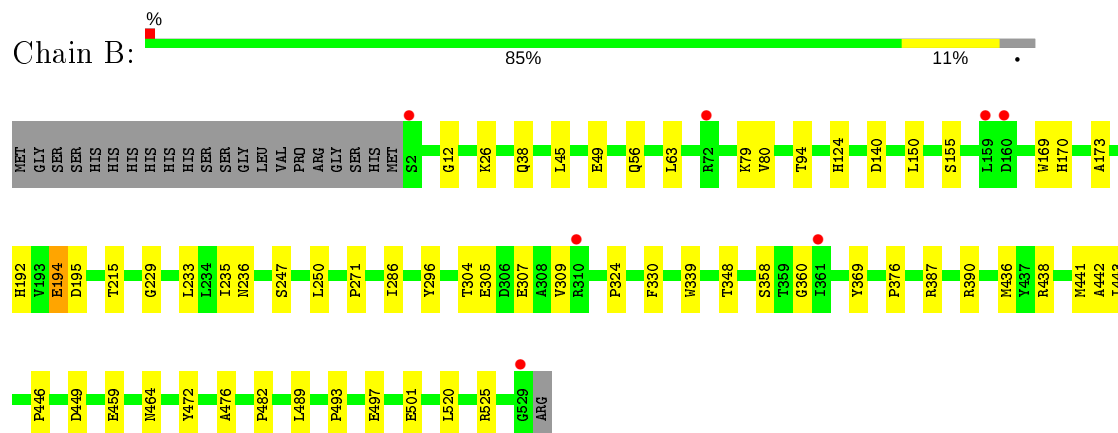 %
Chain B:
85% 11% •
MET GLY SER SER HIS HIS HIS HIS HIS HIS SER SER GLY LEU VAL PRO ARG GLY SER HIS MET S2 G12 K26 Q38 L45 E49 Q56 L63 R72 K79 V80 T94 H124 D140 L150 S155 L159 D160 W169 H170 A173
H192 V193 E194 D195 T215 G229 L233 L234 I235 N236 S247 L250 P271 I286 Y296 T304 E305 D306 E307 A308 V309 R310 P324 F330 W339 T348 S358 T359 G360 I361 Y369 P376 R387 R390 M436 Y437 R438 M441 A442 I443
P446 D449 E459 N464 Y472 A476 P482 L489 P493 E497 E501 L520 R525 G529 ARG